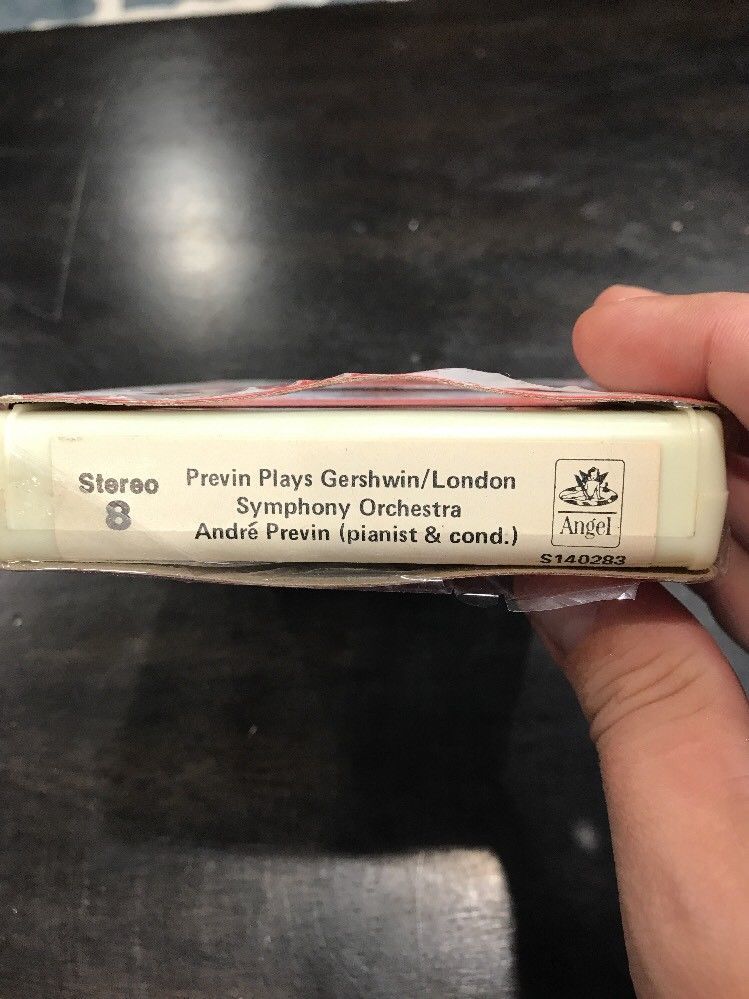 Stereo
8
Previn Plays Gershwin/London
Symphony Orchestra
André Previn (pianist & cond.)
Angel
S140283